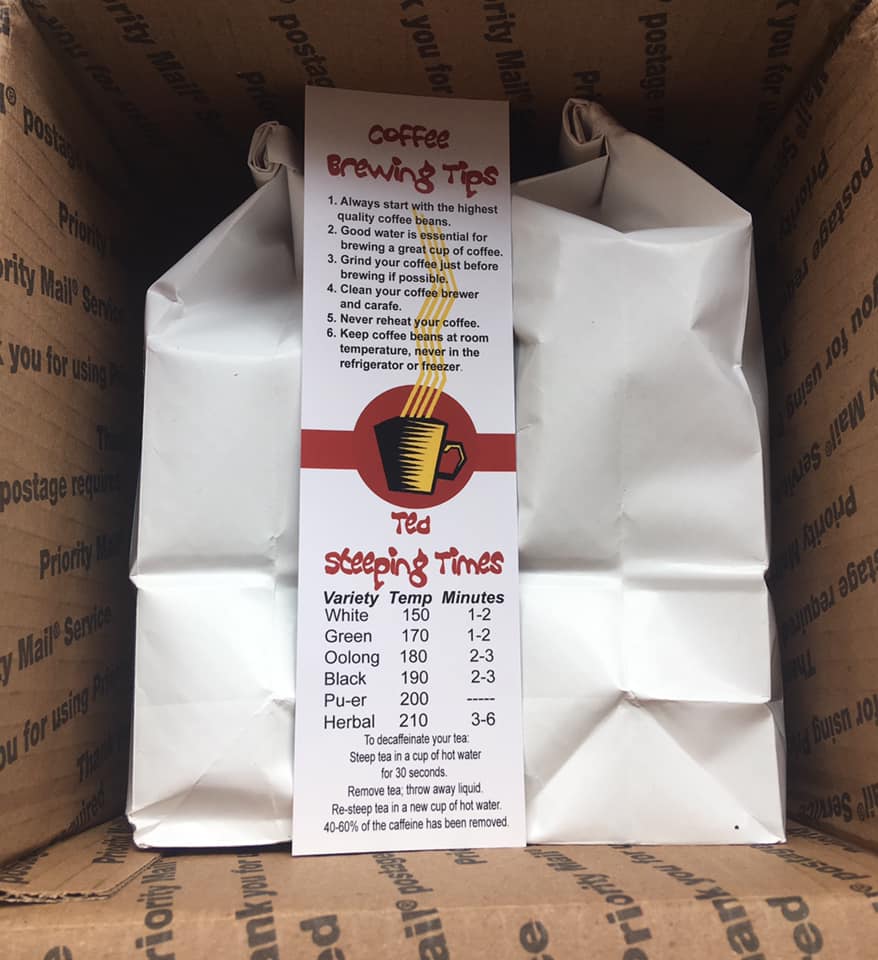 Coffee
Brewing Tips
1. Always start with the highest
quality coffee beans.
2. Good water is essential for
brewing a great cup of coffee.
3. Grind your coffee just before
brewing if possible.
4. Clean your coffee brewer
and carafe.
5. Never reheat your coffee.
6. Keep coffee beans at room
temperature, never in the
refrigerator or freezer.
Tea
Steeping Times
Variety Temp Minutes
White 150 1-2
Green 170 1-2
Oolong 180 2-3
Black 190 2-3
Pu-er 200 -----
Herbal 210 3-6
To decaffeinate your tea:
Steep tea in a cup of hot water
for 30 seconds.
Remove tea; throw away liquid.
Re-steep tea in a new cup of hot water.
40-60% of the caffeine has been removed.
Priority
Mail® Service
you for using
postage
Priority
Mail® Service
for using